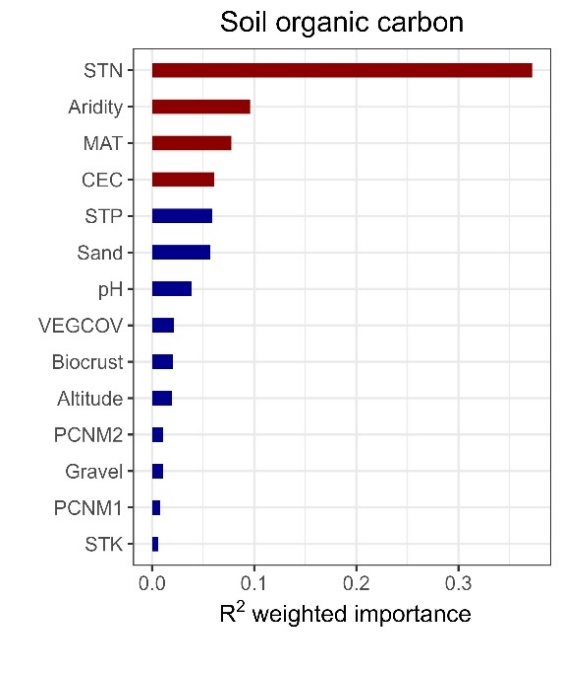 Soil organic carbon
STN
Aridity
MAT
CEC
STP
Sand
pH
VEGCOV
Biocrust
Altitude
PCNM2
Gravel
PCNM1
STK
0.0 0.1 0.2 0.3
R² weighted importance